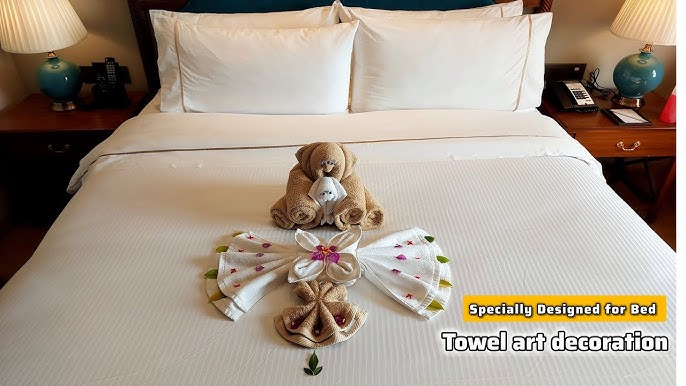 Specially Designed for Bed
Towel art decoration